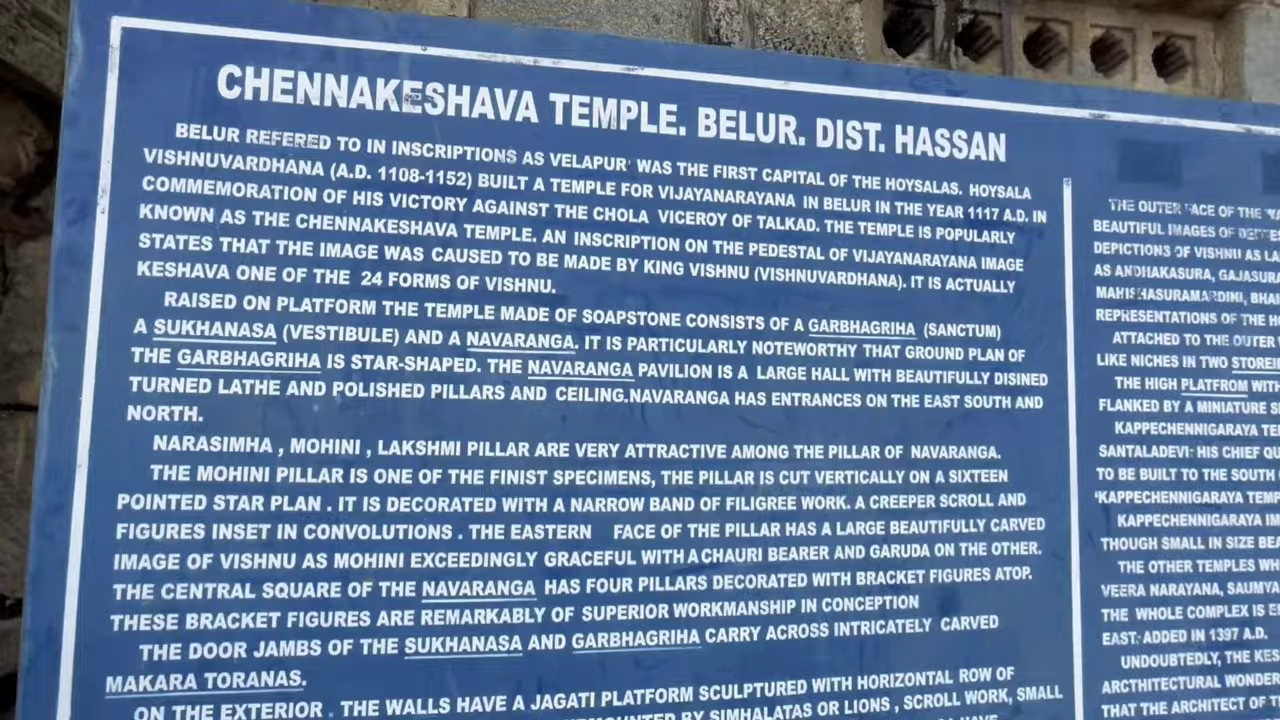 CHENNAKESHAVA TEMPLE. BELUR. DIST. HASSAN
BELUR REFERED TO IN INSCRIPTIONS AS VELAPUR' WAS THE FIRST CAPITAL OF THE HOYSALAS. HOYSALA
VISHNUVARDHANA (A.D. 1108-1152) BUILT A TEMPLE FOR VIJAYANARAYANA IN BELUR IN THE YEAR 1117 A.D. IN
COMMEMORATION OF HIS VICTORY AGAINST THE CHOLA VICEROY OF TALKAD. THE TEMPLE IS POPULARLY
KNOWN AS THE CHENNAKESHAVA TEMPLE. AN INSCRIPTION ON THE PEDESTAL OF VIJAYANARAYANA IMAGE
STATES THAT THE IMAGE WAS CAUSED TO BE MADE BY KING VISHNU (VISHNUVARDHANA). IT IS ACTUALLY
KESHAVA ONE OF THE 24 FORMS OF VISHNU.
RAISED ON PLATFORM THE TEMPLE MADE OF SOAPSTONE CONSISTS OF A GARBHAGRIHA (SANCTUM)
A SUKHANASA (VESTIBULE) AND A NAVARANGA. IT IS PARTICULARLY NOTEWORTHY THAT GROUND PLAN OF
THE GARBHAGRIHA IS STAR-SHAPED. THE NAVARANGA PAVILION IS A LARGE HALL WITH BEAUTIFULLY DISINED
TURNED LATHE AND POLISHED PILLARS AND CEILING.NAVARANGA HAS ENTRANCES ON THE EAST SOUTH AND
NORTH.
NARASIMHA , MOHINI , LAKSHMI PILLAR ARE VERY ATTRACTIVE AMONG THE PILLAR OF NAVARANGA.
THE MOHINI PILLAR IS ONE OF THE FINIST SPECIMENS, THE PILLAR IS CUT VERTICALLY ON A SIXTEEN
POINTED STAR PLAN . IT IS DECORATED WITH A NARROW BAND OF FILIGREE WORK. A CREEPER SCROLL AND
FIGURES INSET IN CONVOLUTIONS . THE EASTERN FACE OF THE PILLAR HAS A LARGE BEAUTIFULLY CARVED
IMAGE OF VISHNU AS MOHINI EXCEEDINGLY GRACEFUL WITH A CHAURI BEARER AND GARUDA ON THE OTHER.
THE CENTRAL SQUARE OF THE NAVARANGA HAS FOUR PILLARS DECORATED WITH BRACKET FIGURES ATOP.
THESE BRACKET FIGURES ARE REMARKABLY OF SUPERIOR WORKMANSHIP IN CONCEPTION
THE DOOR JAMBS OF THE SUKHANASA AND GARBHAGRIHA CARRY ACROSS INTRICATELY CARVED
MAKARA TORANAS.
ON THE EXTERIOR . THE WALLS HAVE A JAGATI PLATFORM SCULPTURED WITH HORIZONTAL ROW OF
BY SIMHALATAS OR LIONS , SCROLL WORK, SMALL
HAVE
THE OUTER FACE OF THE
BEAUTIFUL IMAGES OF
DEPICTIONS OF VISHNU AS
AS ANDHAKASURA,
MAHISHASURAMARDINI,
REPRESENTATIONS OF THE
ATTACHED TO THE OUTER
LIKE NICHES IN TWO
THE HIGH PLATFROM WITH
FLANKED BY A MINIATURE
KAPPECHENNIGARAYA
SANTALADEVI: HIS CHIEF
TO BE BUILT TO THE SOUTH
'KAPPECHENNIGARAYA
KAPPECHENNIGARAYA
THOUGH SMALL IN SIZE
THE OTHER TEMPLES
VEERA NARAYANA,
THE WHOLE COMPLEX IS
EAST. ADDED IN 1397 A.D.
UNDOUBTEDLY, THE
ARCTHITECTURAL
THAT THE ARCHITECT OF